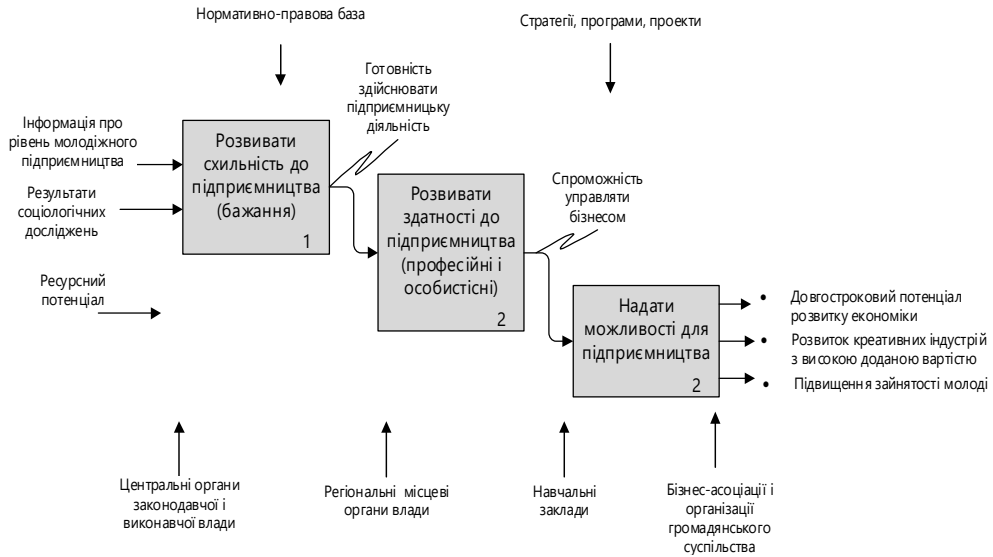 Нормативно-правова база
Стратегії, програми, проекти
Готовність
здійснювати
підприємницьку
діяльність
Інформація про
рівень молодіжного
підприємництва
Результати
соціологічних
досліджень
Ресурсний
потенціал
Розвивати
схильність до
підприємництва
(бажання)
1
Розвивати
здатності до
підприємництва
(професійні і
особистісні)
2
Спроможність
управляти
бізнесом
Надати
можливості для
підприємництва
2
• Довгостроковий потенціал
розвитку економіки
• Розвиток креативних індустрій
з високою доданою вартістю
• Підвищення зайнятості молоді
Центральні органи
законодавчої і
виконавчої влади
Регіональні місцеві
органи влади
Навчальні
заклади
Бізнес-асоціації і
організації
громадянського
суспільства